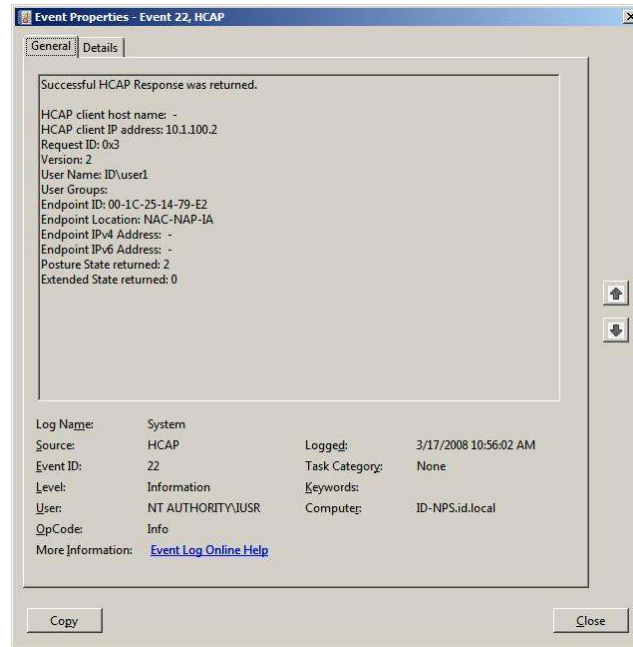 Event Properties - Event 22, HCAP
General Details
Successful HCAP Response was returned.
HCAP client host name: -
HCAP client IP address: 10.1.100.2
Request ID: 0x3
Version: 2
User Name: ID\user1
User Groups:
Endpoint ID: 00-1C-25-14-79-E2
Endpoint Location: NAC-NAP-IA
Endpoint IPv4 Address: -
Endpoint IPv6 Address: -
Posture State returned: 2
Extended State returned: 0
Log Name: System
Source: HCAP Logged: 3/17/2008 10:56:02 AM
Event ID: 22 Task Category: None
Level: Information Keywords:
User: NT AUTHORITY\IUSR Computer: ID-NPS.id.local
OpCode: Info
More Information: Event Log Online Help
Copy Close